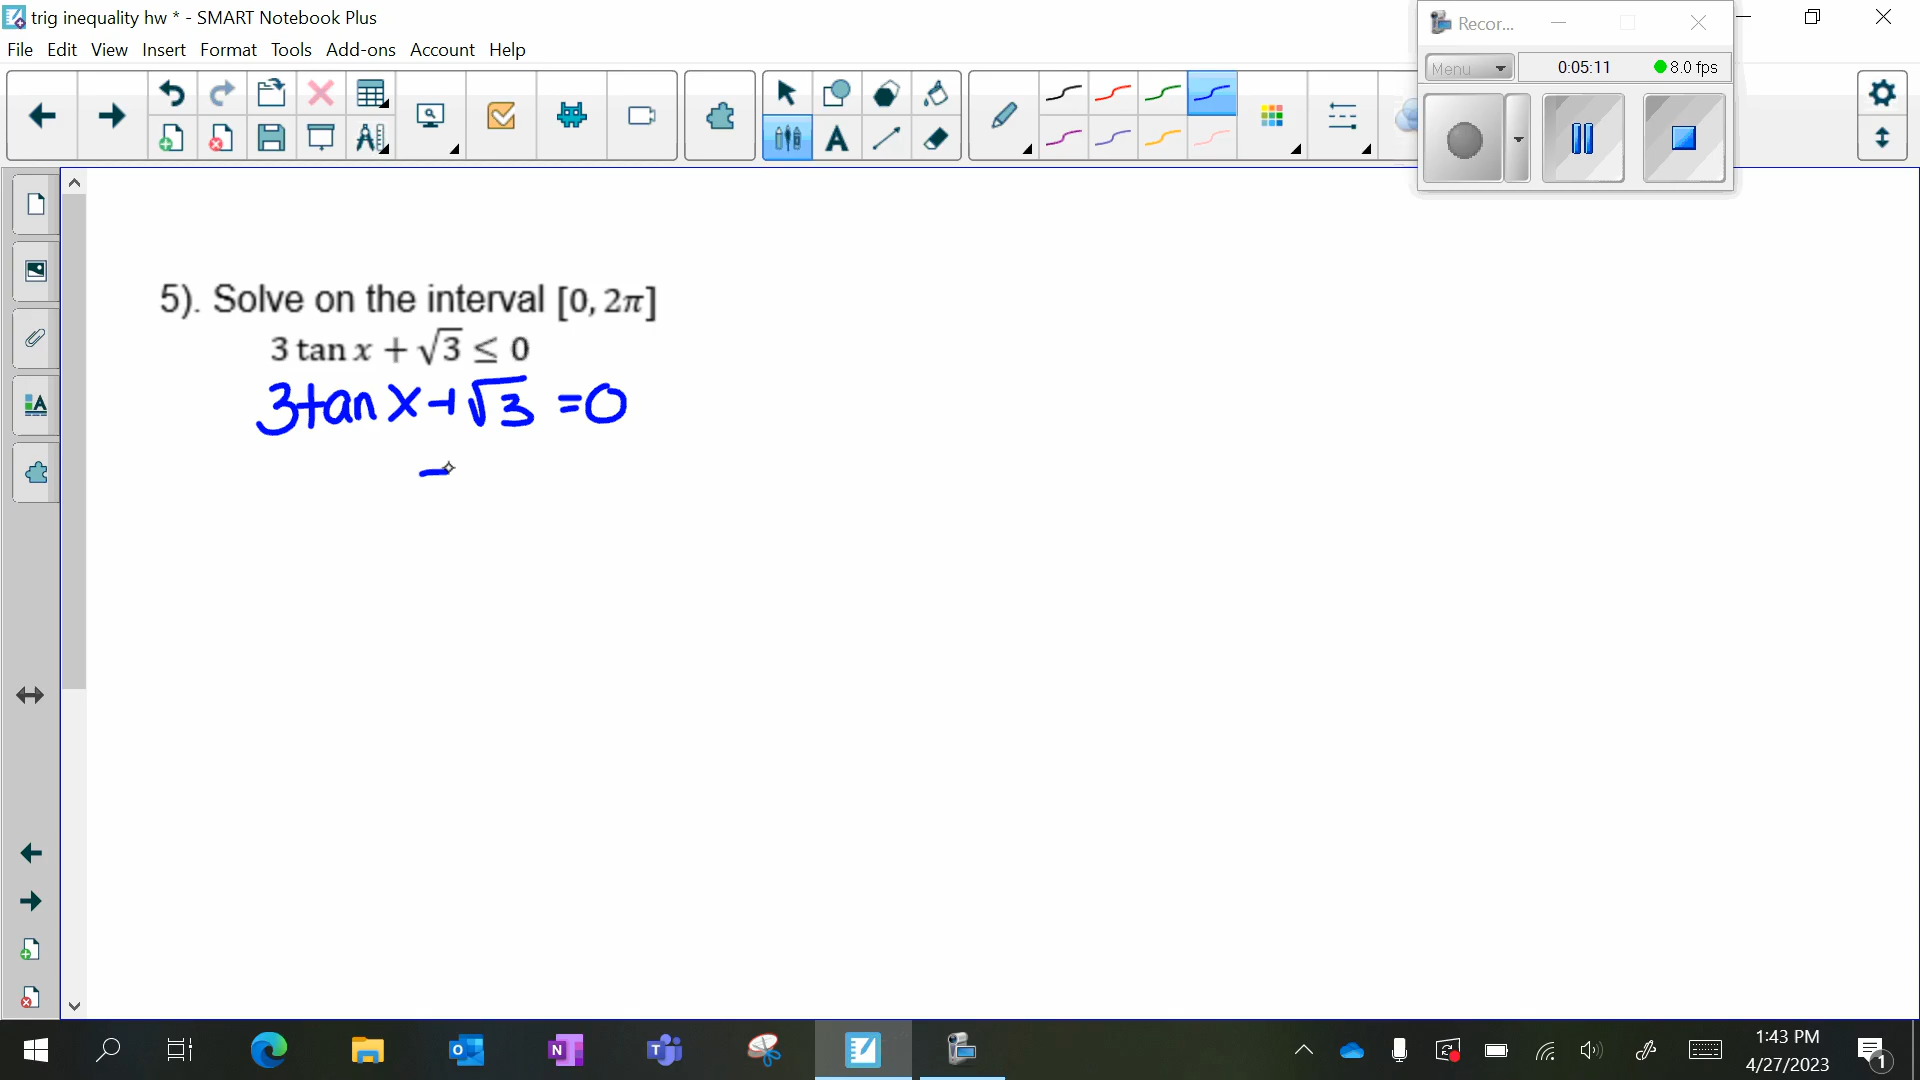 trig inequality hw * - SMART Notebook Plus
Recor...
File Edit View Insert Format Tools Add-ons Account Help
Menu
0:05:11
8.0 fps
5). Solve on the interval [0, 2π]
3 tan x + √3 ≤ 0
3tan x + √3 = 0
−
1:43 PM
4/27/2023
1